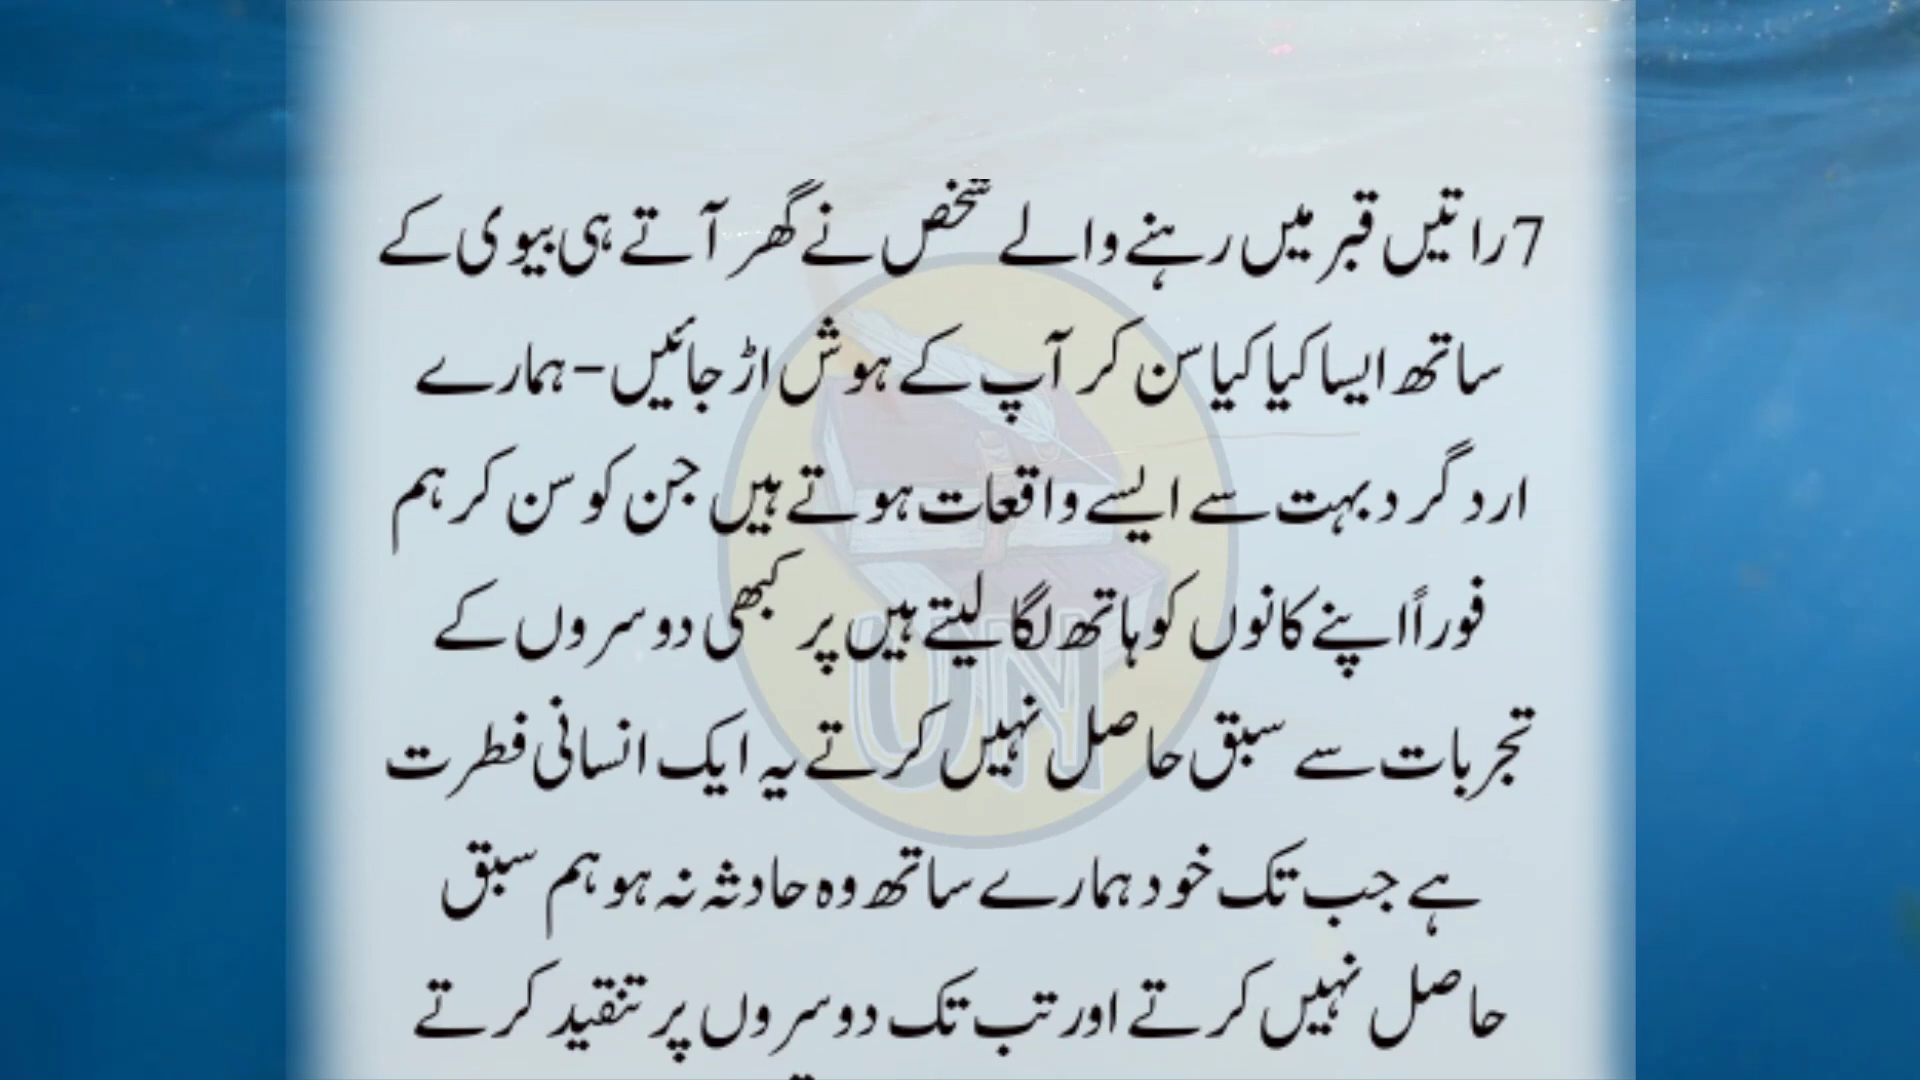 7راتیں قبر میں رہنے والے شخص نے گھر آتے ہی بیوی کے
ساتھ ایسا کیا کیا سن کر آپ کے ہوش اڑ جائیں – ہمارے
ارد گرد بہت سے ایسے واقعات ہوتے ہیں جن کو سن کر ہم
فوراً اپنے کانوں کو ہاتھ لگا لیتے ہیں پر کبھی دوسروں کے
تجربات سے سبق حاصل نہیں کرتے یہ ایک انسانی فطرت
ہے جب تک خود ہمارے ساتھ وہ حادثہ نہ ہو ہم سبق
حاصل نہیں کرتے اور تب تک دوسروں پر تنقید کرتے
UN